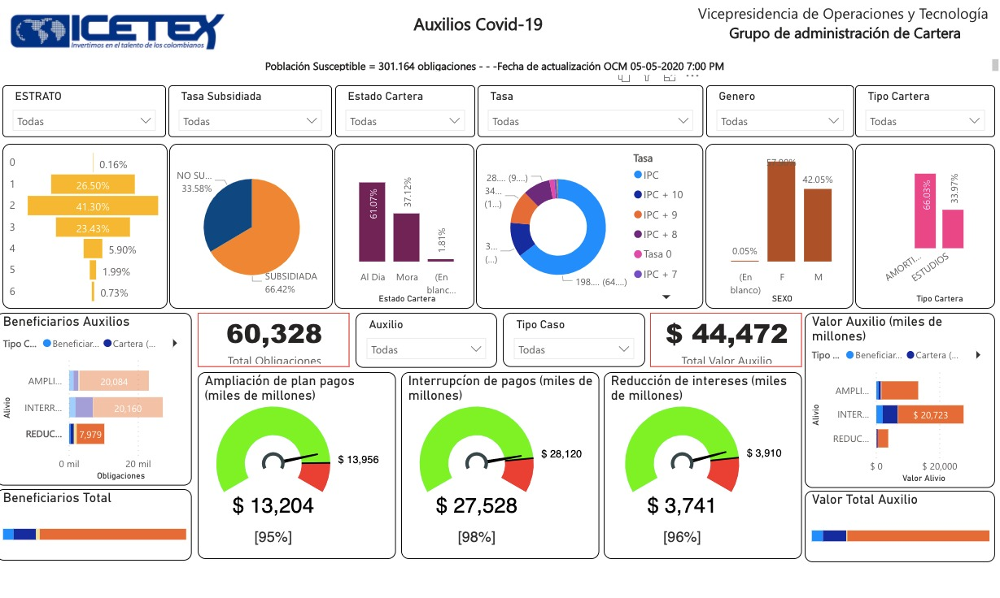 ICETEX
Invertimos en el talento de los colombianos
Auxilios Covid-19
Vicepresidencia de Operaciones y Tecnología
Grupo de administración de Cartera
Población Susceptible = 301.164 obligaciones - - -Fecha de actualización OCM 05-05-2020 7:00 PM
ESTRATO
Todas
Tasa Subsidiada
Todas
Estado Cartera
Todas
Tasa
Todas
Genero
Todas
Tipo Cartera
Todas
0 0.16%
1 26.50%
2 41.30%
3 23.43%
4 5.90%
5 1.99%
6 0.73%
NO SU...
33.58%
SUBSIDIADA
66.42%
61.07%
37.12%
1.81%
Al Dia
Mora
(En
blanc...
Estado Cartera
28.... (9....)
34...
(1...)
3...
(...)
198.... (64....)
Tasa
IPC
IPC + 10
IPC + 9
IPC + 8
Tasa 0
IPC + 7
0.05%
57.90%
42.05%
(En
blanco)
F
M
SEXO
66.03%
33.97%
AMORTI...
ESTUDIOS
Tipo Cartera
Beneficiarios Auxilios
Tipo C... Beneficiar... Cartera (...
Alivio
AMPLI... 20,084
INTERR... 20,160
REDUC... 7,979
0 mil 20 mil
Obligaciones
Beneficiarios Total
60,328
Total Obligaciones
Auxilio
Todas
Tipo Caso
Todas
$ 44,472
Total Valor Auxilio
Ampliación de plan pagos
(miles de millones)
$ 13,956
$ 13,204
[95%]
Interrupcíon de pagos (miles de
millones)
$ 28,120
$ 27,528
[98%]
Reducción de intereses (miles
de millones)
$ 3,910
$ 3,741
[96%]
Valor Auxilio (miles de
millones)
Tipo ... Beneficiar... Cartera (...
Alivio
AMPLI...
INTER... $ 20,723
REDUC...
$ 0 $ 20,000
Valor Alivio
Valor Total Auxilio